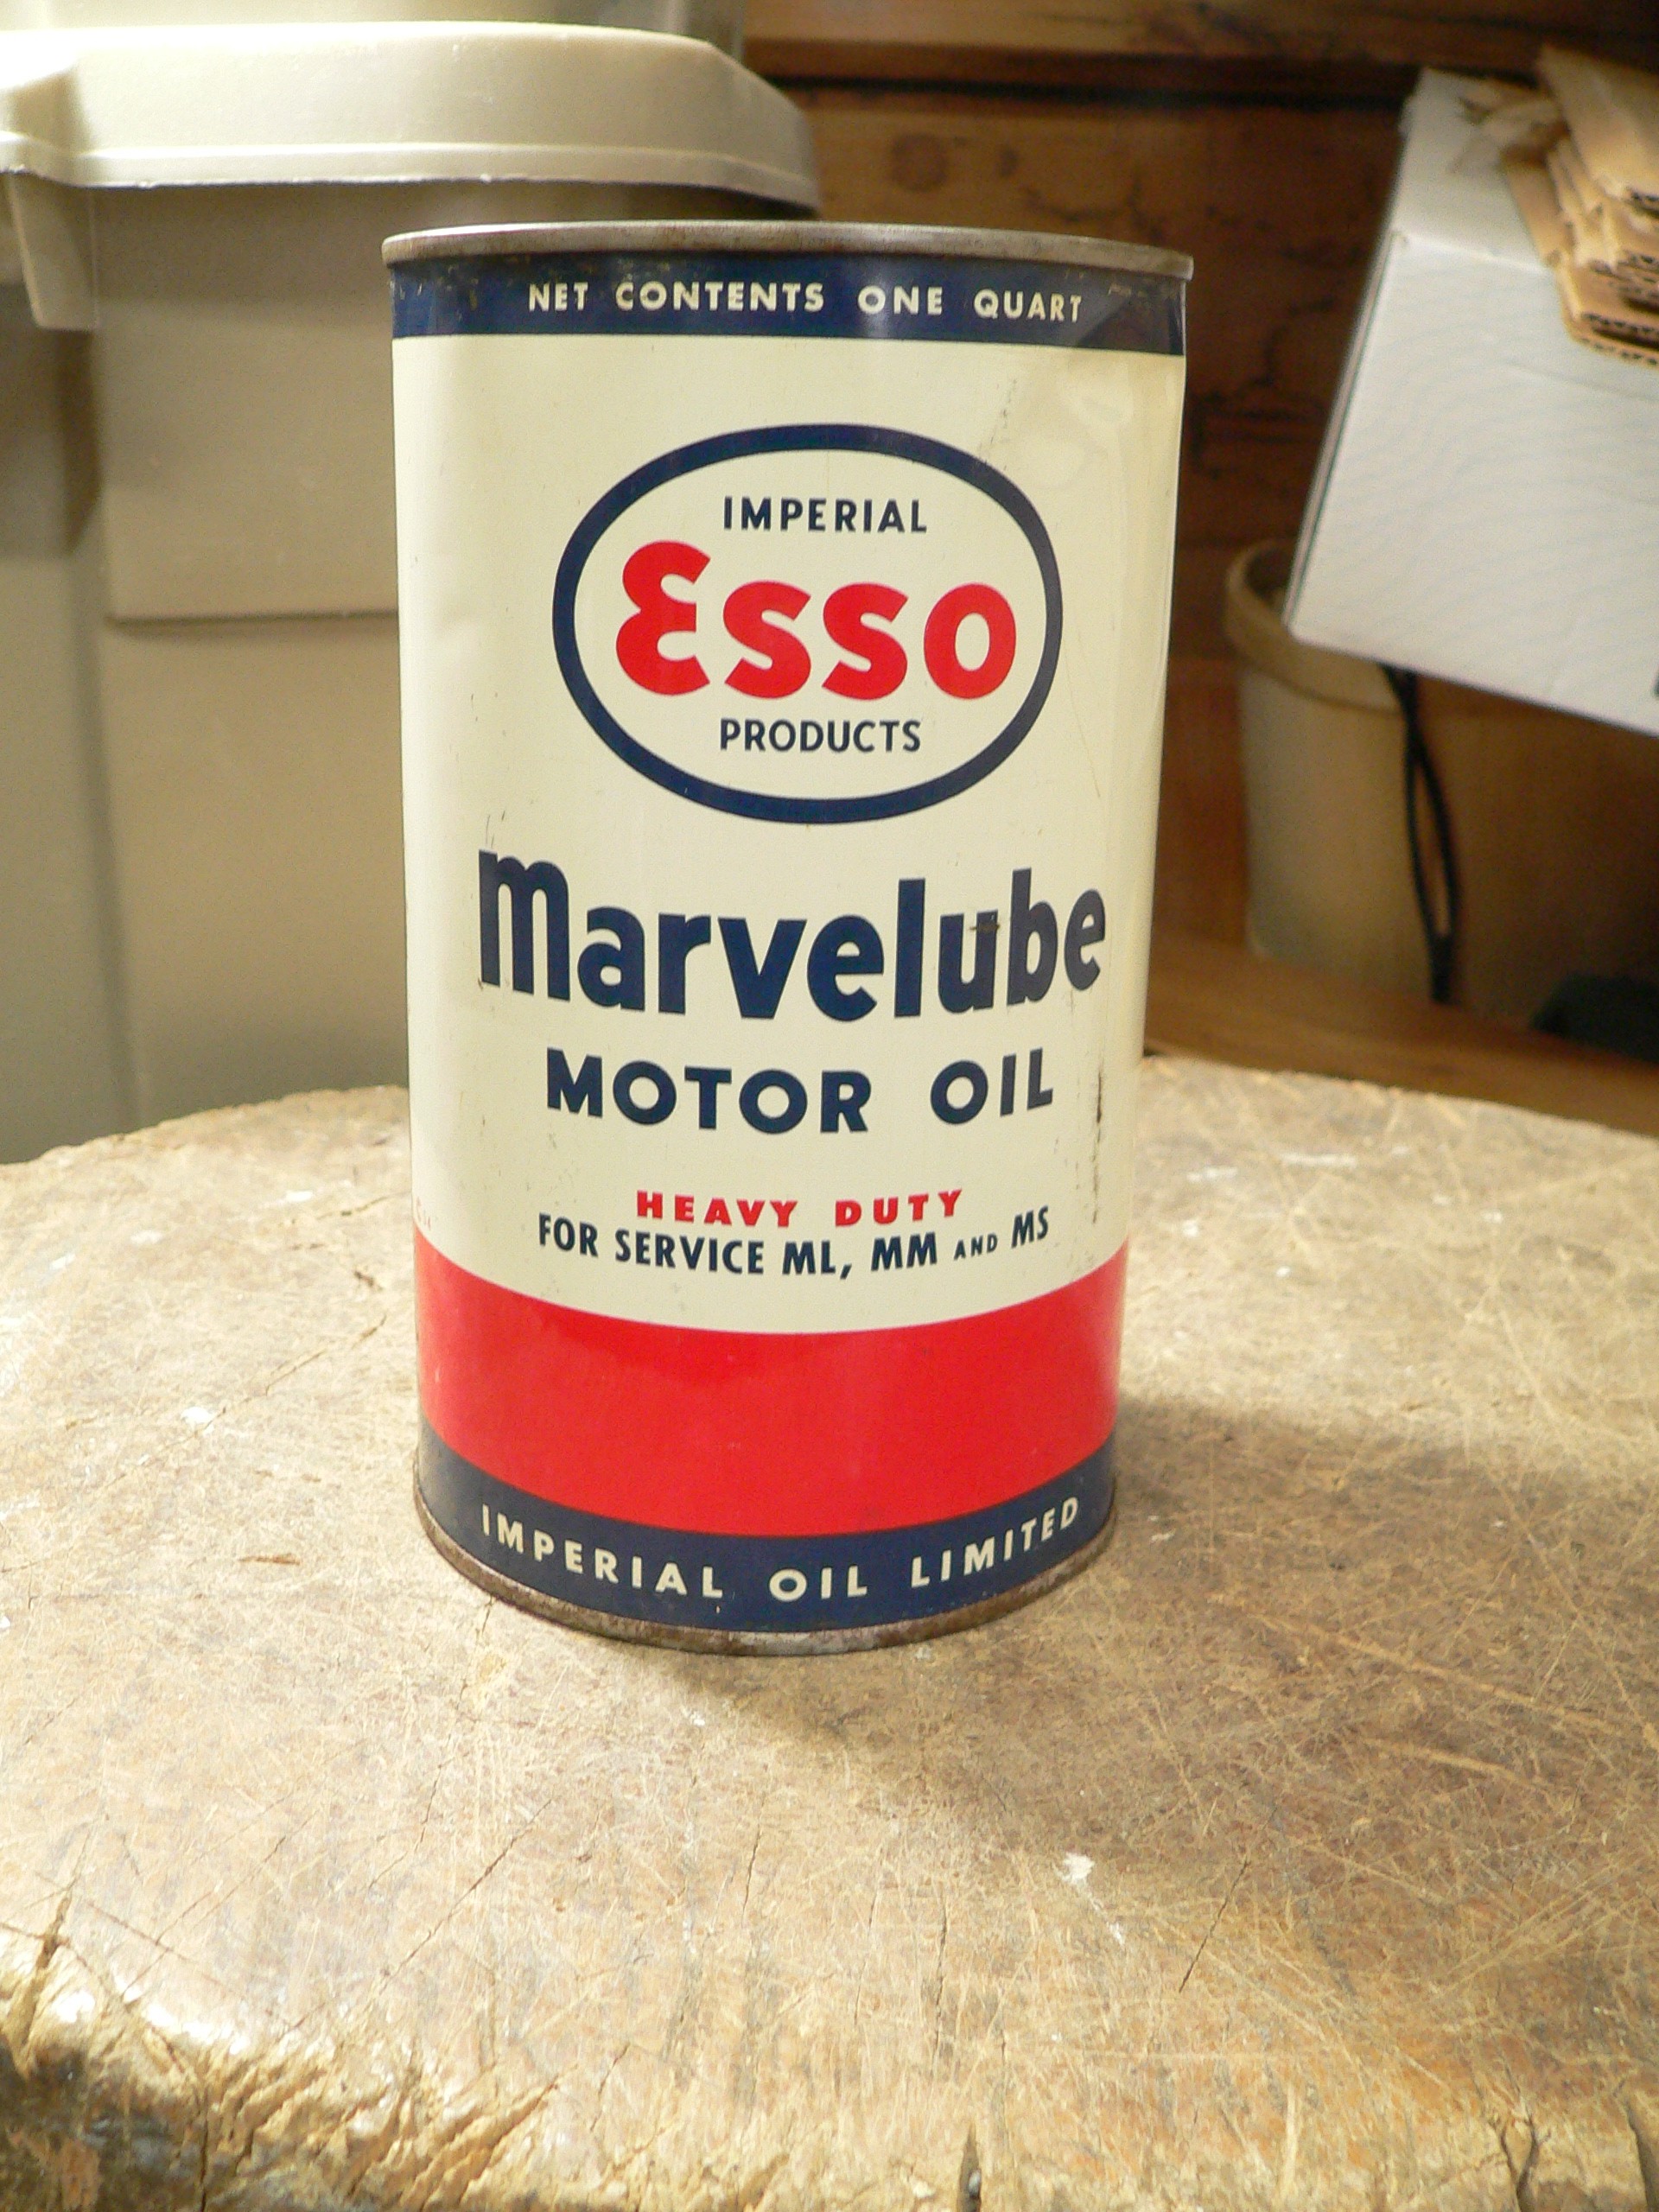 NET CONTENTS ONE QUART
IMPERIAL
Esso
PRODUCTS
Marvelube
MOTOR OIL
HEAVY DUTY
FOR SERVICE ML, MM AND MS
IMPERIAL OIL LIMITED